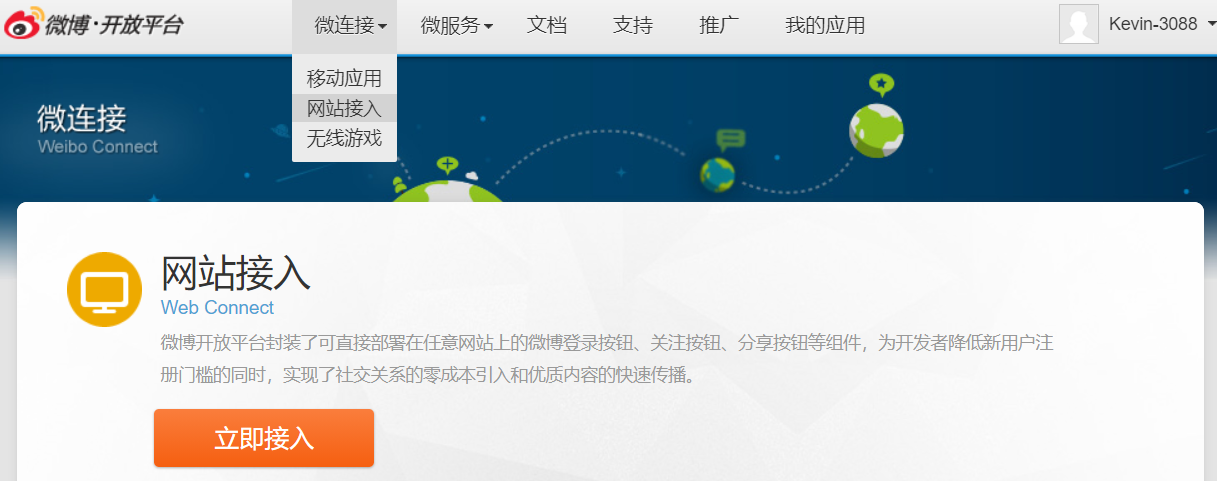 微博·开放平台 微连接 微服务 文档 支持 推广 我的应用 Kevin-3088
移动应用
网站接入
无线游戏
微连接
Weibo Connect
网站接入
Web Connect
微博开放平台封装了可直接部署在任意网站上的微博登录按钮、关注按钮、分享按钮等组件，为开发者降低新用户注
册门槛的同时，实现了社交关系的零成本引入和优质内容的快速传播。
立即接入